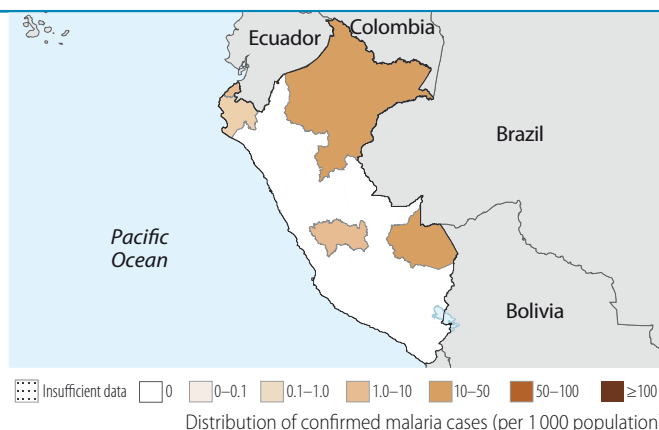 Colombia
Ecuador
Brazil
Pacific
Ocean
Bolivia
Insufficient data 0 0–0.1 0.1–1.0 1.0–10 10–50 50–100 ≥100
Distribution of confirmed malaria cases (per 1 000 population